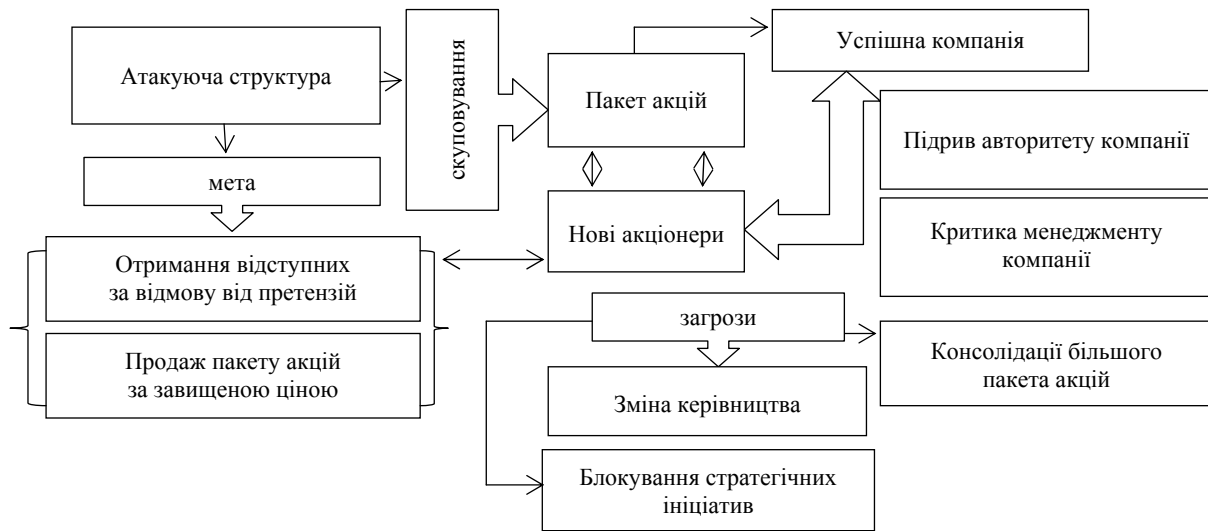 Атакуюча структура
скуповування
Пакет акцій
Успішна компанія
Підрив авторитету компанії
мета
Нові акціонери
Критика менеджменту
компанії
Отримання відступних
за відмову від претензій
загрози
Консолідації більшого
пакета акцій
Продаж пакету акцій
за завищеною ціною
Зміна керівництва
Блокування стратегічних
ініціатив